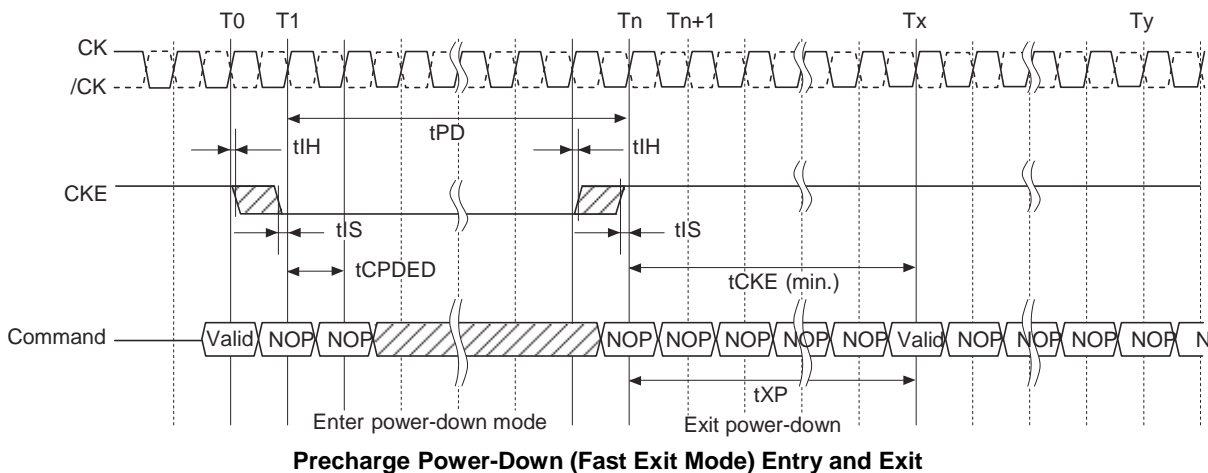 T0 T1 Tn Tn+1 Tx Ty
CK
/CK
tPD
tIH tIH
CKE
tIS tIS
tCPDED
tCKE (min.)
Command Valid NOP NOP NOP NOP NOP NOP NOP Valid NOP NOP NOP NOP N
tXP
Enter power-down mode Exit power-down
Precharge Power-Down (Fast Exit Mode) Entry and Exit